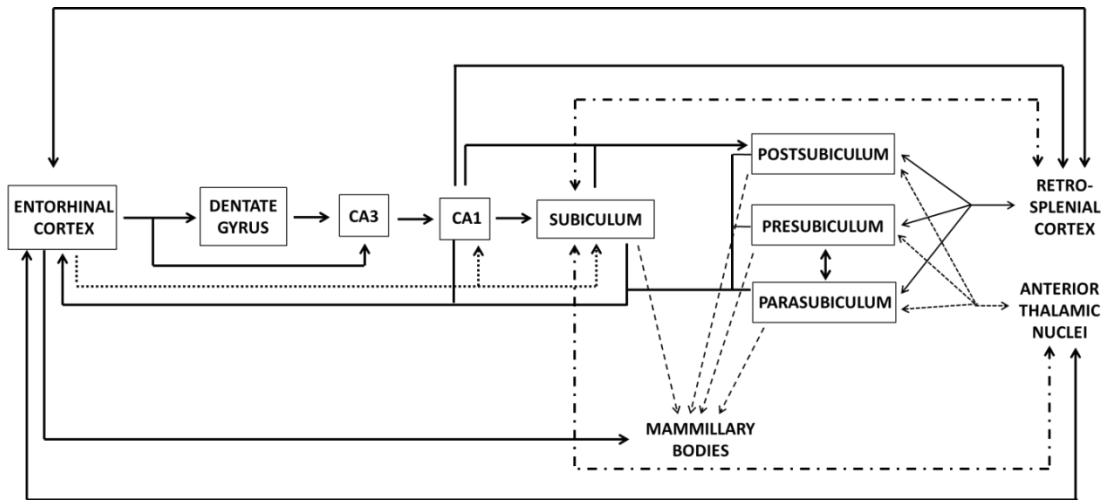 ENTORHINAL
CORTEX
DENTATE
GYRUS
CA3
CA1
SUBICULUM
POSTSUBICULUM
PRESUBICULUM
PARASUBICULUM
RETRO-
SPLENIAL
CORTEX
ANTERIOR
THALAMIC
NUCLEI
MAMMILLARY
BODIES